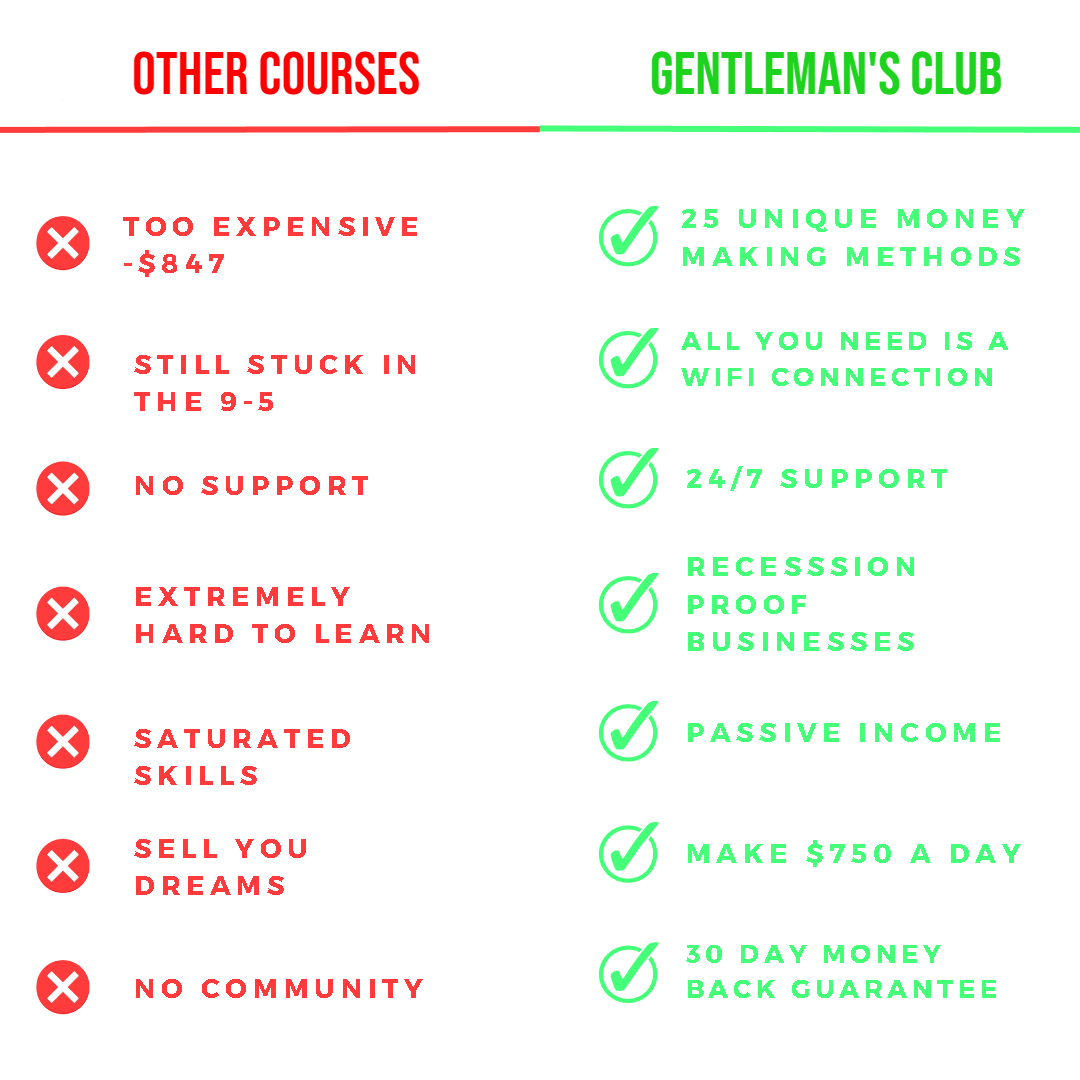 OTHER COURSES
GENTLEMAN'S CLUB
TOO EXPENSIVE
-$847
STILL STUCK IN
THE 9-5
NO SUPPORT
EXTREMELY
HARD TO LEARN
SATURATED
SKILLS
SELL YOU
DREAMS
NO COMMUNITY
25 UNIQUE MONEY
MAKING METHODS
ALL YOU NEED IS A
WIFI CONNECTION
24/7 SUPPORT
RECESSSION
PROOF
BUSINESSES
PASSIVE INCOME
MAKE $750 A DAY
30 DAY MONEY
BACK GUARANTEE